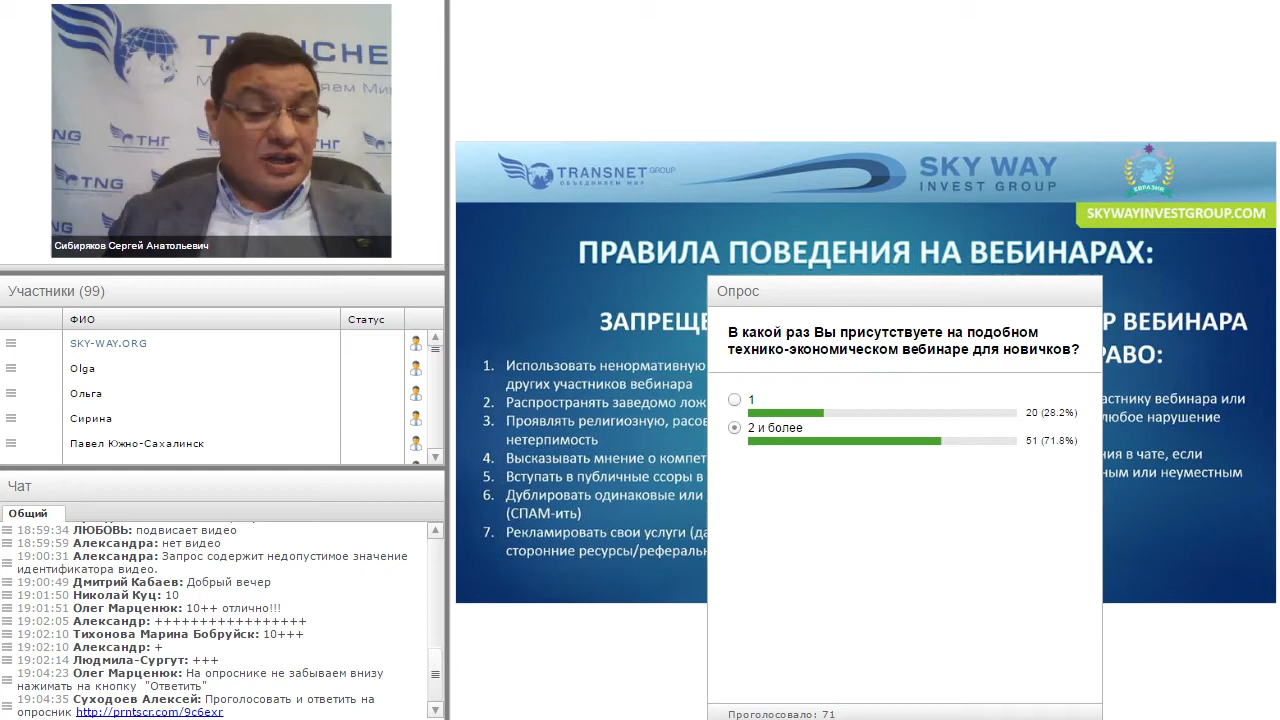 TRANSNET
ТНГ
TNG
Сибиряков Сергей Анатольевич
Участники (99)
ФИО
Статус
SKY-WAY.ORG
Olga
Ольга
Сирина
Павел Южно-Сахалинск
Чат
Общий
18:59:34 ЛЮБОВЬ: подвисает видео
18:59:59 Александра: нет видео
19:00:31 Александра: Запрос содержит недопустимое значение
идентификатора видео.
19:00:49 Дмитрий Кабаев: Добрый вечер
19:01:50 Николай Куц: 10
19:01:51 Олег Марценюк: 10++ отлично!!!
19:02:05 Александр: +++++++++++++++++
19:02:10 Тихонова Марина Бобруйск: 10+++
19:02:10 Александр: +
19:02:14 Людмила-Сургут: +++
19:04:23 Олег Марценюк: На опроснике не забываем внизу
нажимать на кнопку "Ответить"
19:04:35 Суходоев Алексей: Проголосовать и ответить на
опросник http://prntscr.com/9c6exr
TRANSNET GROUP
ОБЪЕДИНЯЕМ МИР
SKY WAY
INVEST GROUP
ЕВРАЗИЯ
SKYWAYINVESTGROUP.COM
ПРАВИЛА ПОВЕДЕНИЯ НА ВЕБИНАРАХ:
ЗАПРЕЩЕ
Р ВЕБИНАРА
РАВО:
1. Использовать ненормативную
других участников вебинара
2. Распространять заведомо лож
3. Проявлять религиозную, расов
нетерпимость
4. Высказывать мнение о компет
5. Вступать в публичные ссоры в
6. Дублировать одинаковые или
(СПАМ-ить)
7. Рекламировать свои услуги (да
сторонние ресурсы/рефераль
астнику вебинара или
любое нарушение
ния в чате, если
ным или неуместным
Опрос
В какой раз Вы присутствуете на подобном
технико-экономическом вебинаре для новичков?
1
20 (28.2%)
2 и более
51 (71.8%)
Проголосовало: 71